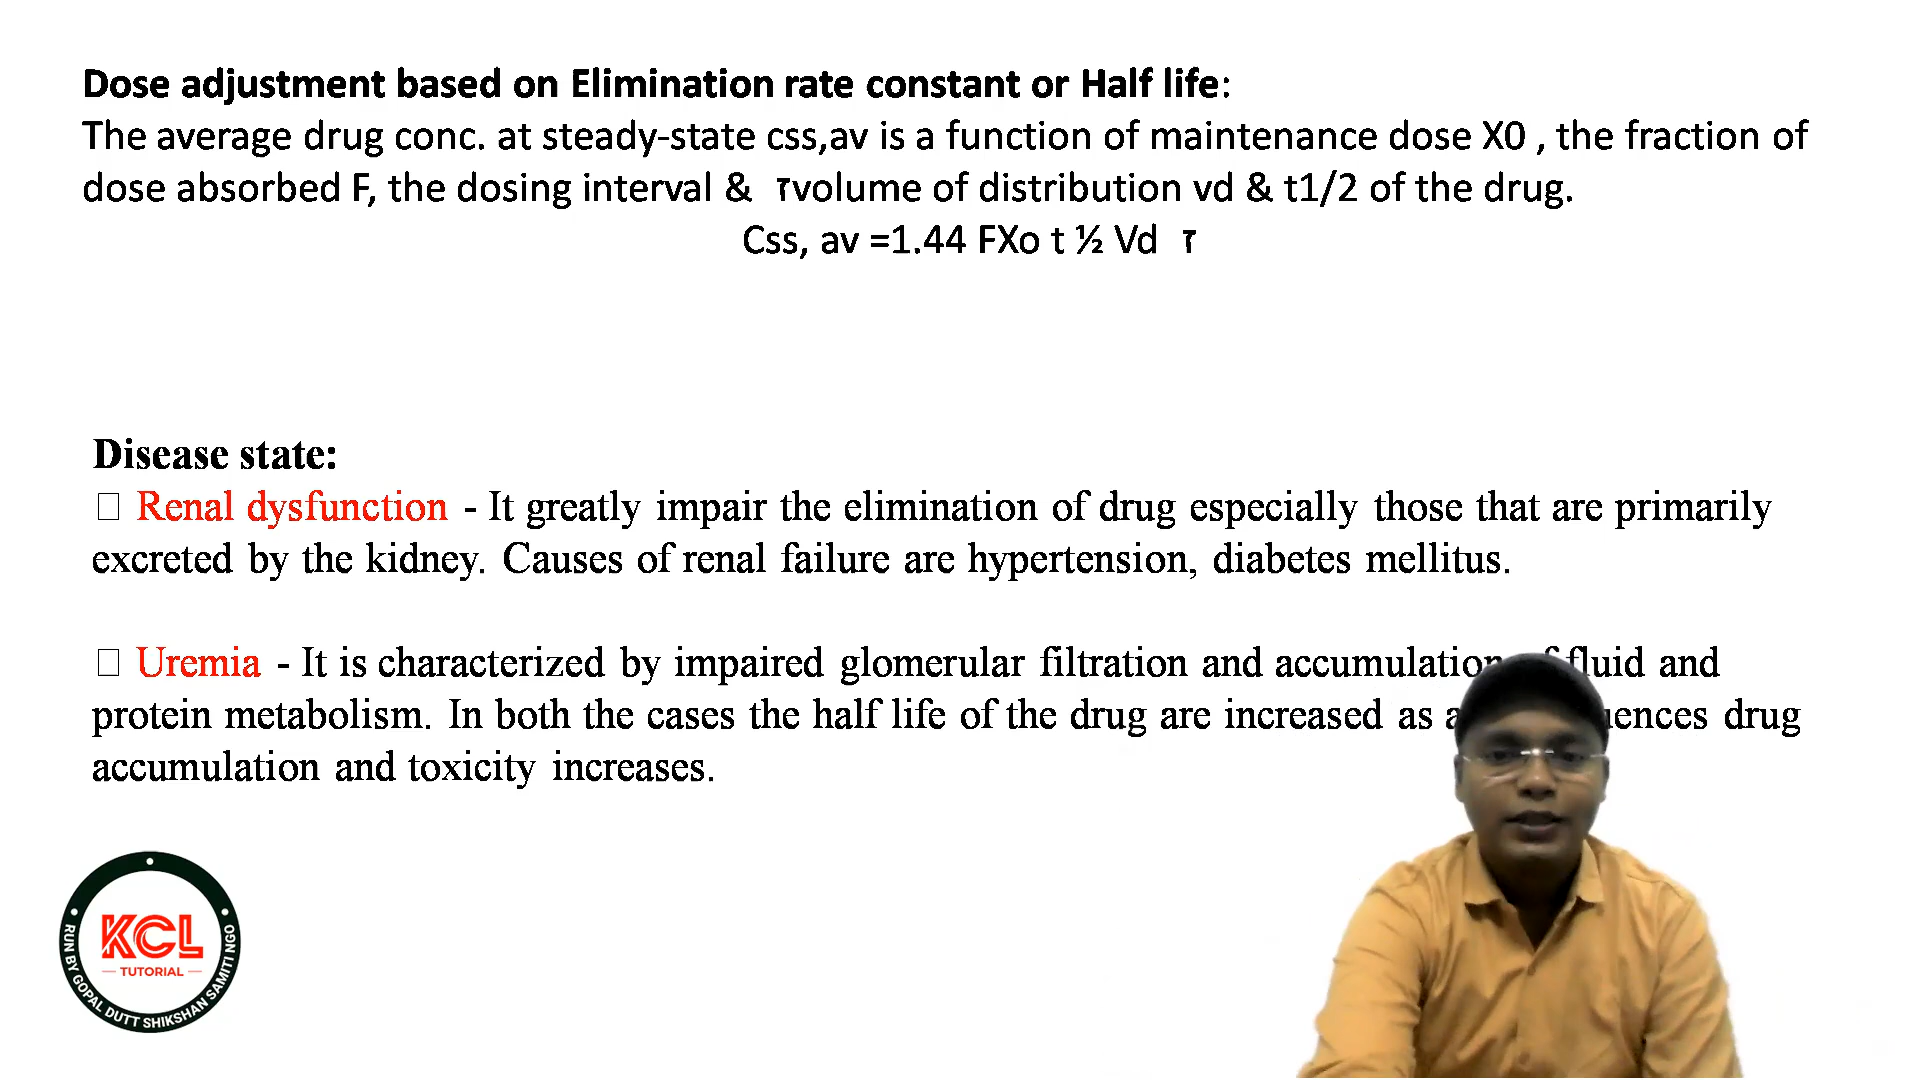 Dose adjustment based on Elimination rate constant or Half life:
The average drug conc. at steady-state css,av is a function of maintenance dose X0 , the fraction of
dose absorbed F, the dosing interval & זvolume of distribution vd & t1/2 of the drug.
Css, av =1.44 FXo t ½ Vd ז
Disease state:
□ Renal dysfunction - It greatly impair the elimination of drug especially those that are primarily
excreted by the kidney. Causes of renal failure are hypertension, diabetes mellitus.
□ Uremia - It is characterized by impaired glomerular filtration and accumulation fluid and
protein metabolism. In both the cases the half life of the drug are increased as drug
accumulation and toxicity increases.
KCL
TUTORIAL
RUN BY GOPAL DUTT SHIKSHAN SAMITI NGO